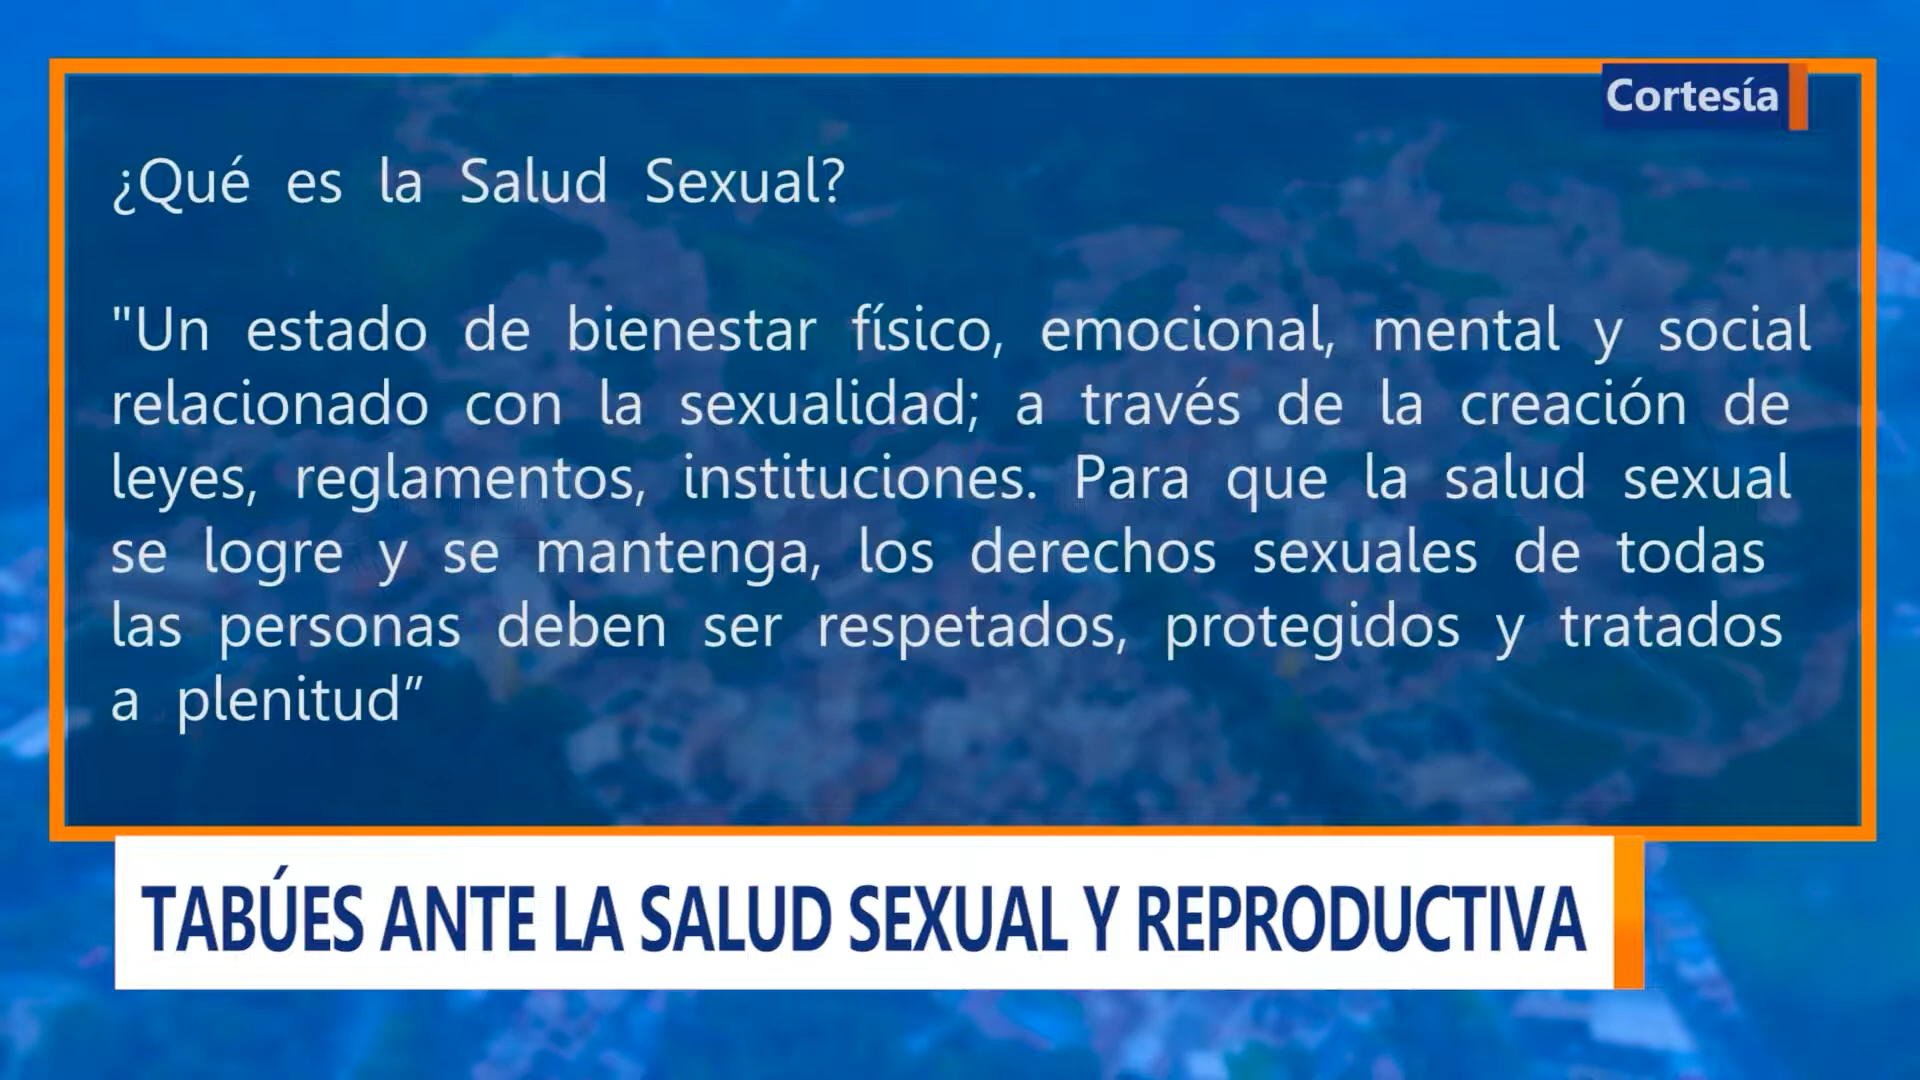 Cortesía
¿Qué es la Salud Sexual?
"Un estado de bienestar físico, emocional, mental y social
relacionado con la sexualidad; a través de la creación de
leyes, reglamentos, instituciones. Para que la salud sexual
se logre y se mantenga, los derechos sexuales de todas
las personas deben ser respetados, protegidos y tratados
a plenitud”
TABÚES ANTE LA SALUD SEXUAL Y REPRODUCTIVA